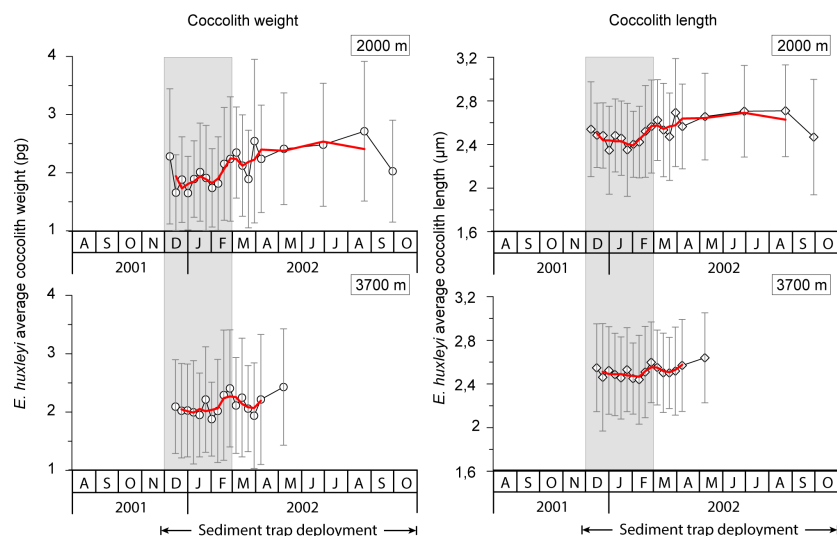 Coccolith weight
2000 m
E. huxleyi average coccolith weight (pg)
4
3
2
1
A S O N D J F M A M J J A S O
2001 2002
3700 m
4
3
2
1
A S O N D J F M A M J J A S O
2001 2002
Sediment trap deployment
Coccolith length
2000 m
E. huxleyi average coccolith length (μm)
3,2
2,8
2,4
2
1,6
A S O N D J F M A M J J A S O
2001 2002
3700 m
3,2
2,8
2,4
2
1,6
A S O N D J F M A M J J A S O
2001 2002
Sediment trap deployment